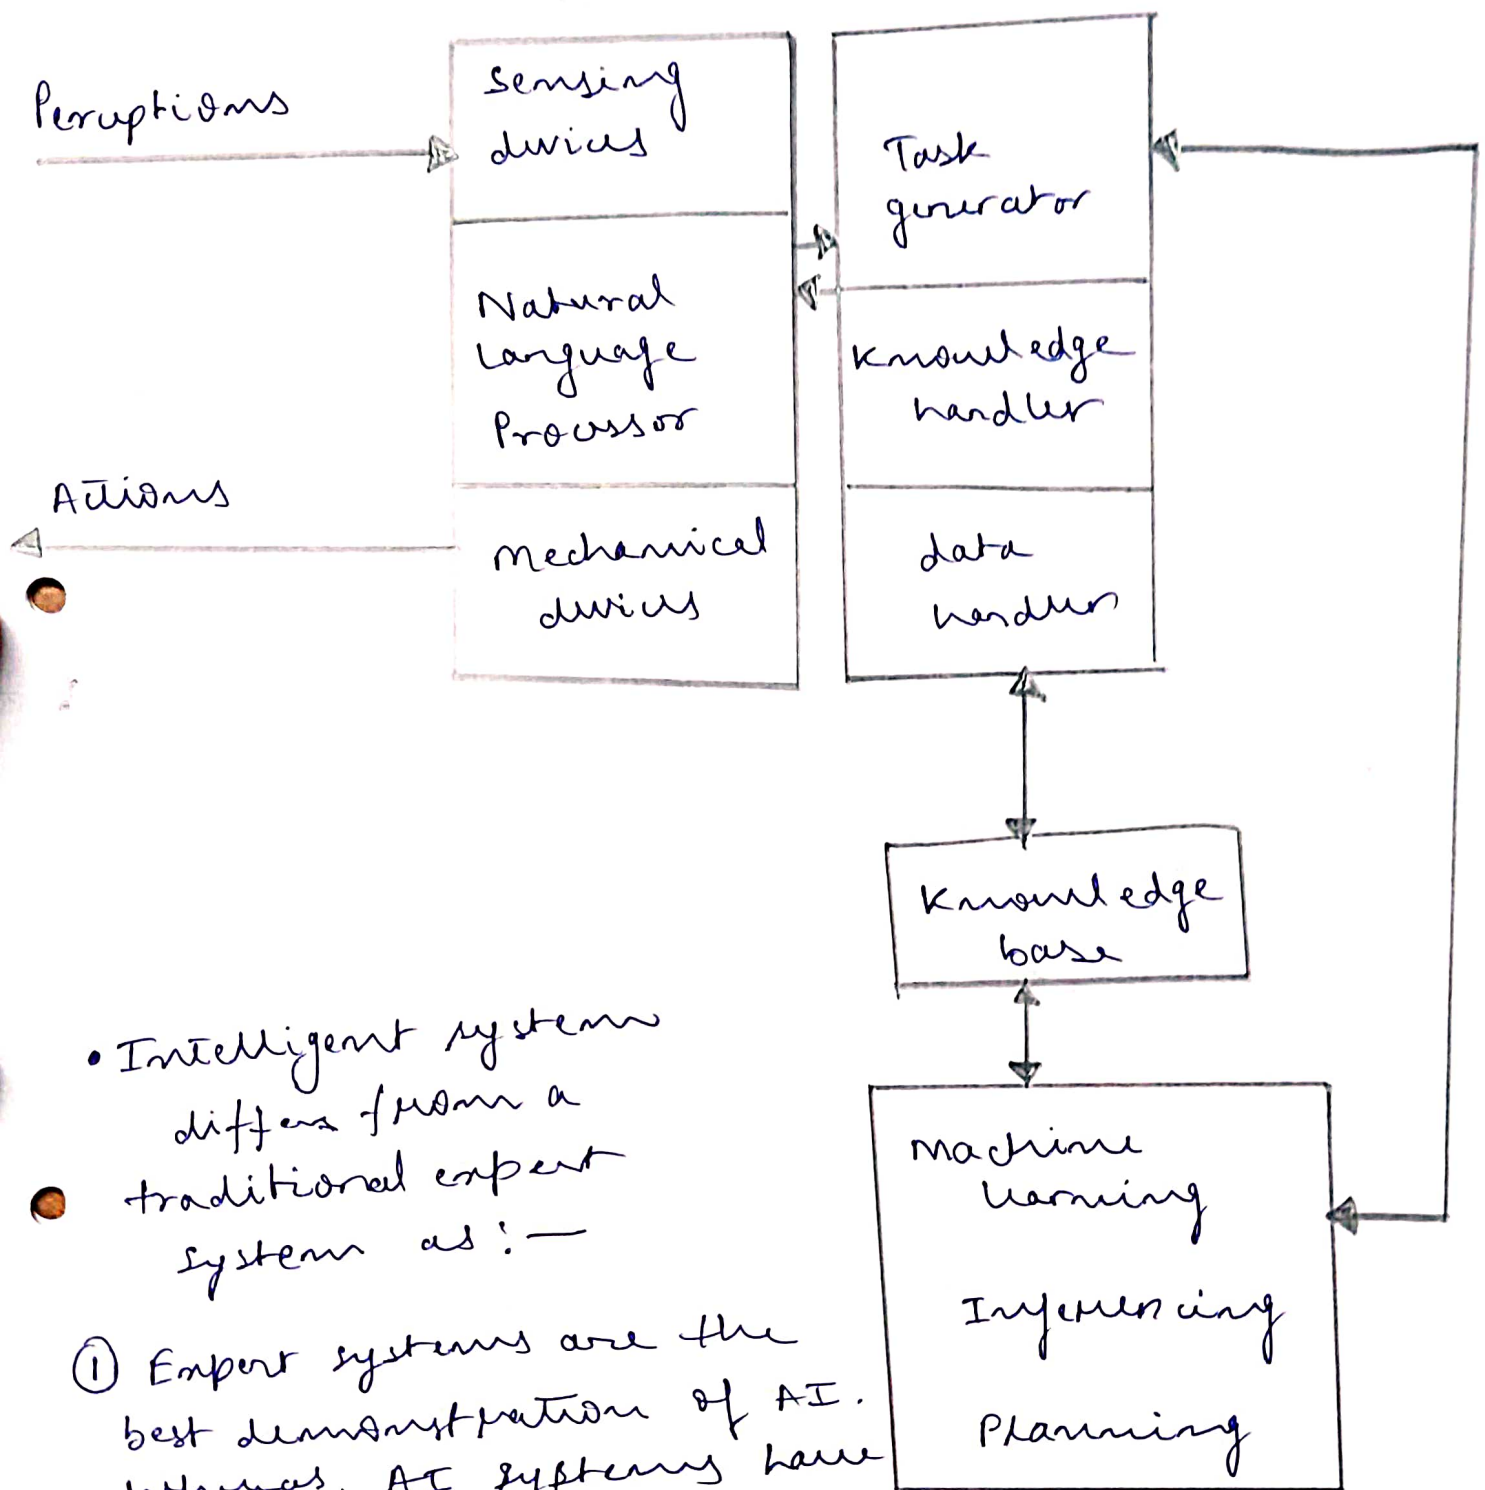 Perceptions
Sensing
devices
Natural
Language
Processor
Actions
Mechanical
devices
Task
generator
Knowledge
handler
data
handler
Knowledge
base
Machine
learning
Inferencing
Planning
• Intelligent system
differs from a
traditional expert
system as:—
① Expert systems are the
best demonstration of AI.
whereas, AI systems have